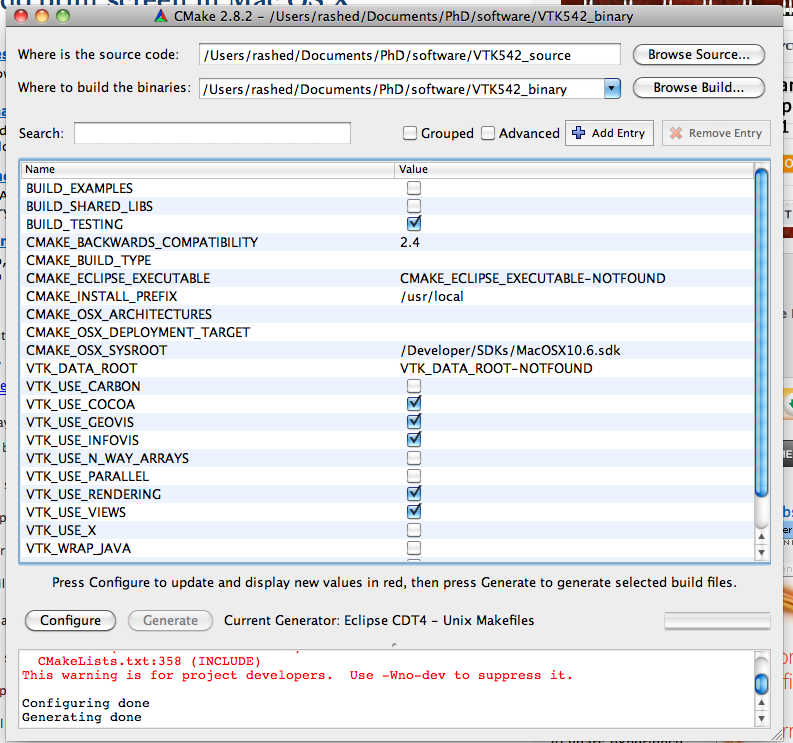 do print screen in Mac OS X
CMake 2.8.2 - /Users/rashed/Documents/PhD/software/VTK542_binary
Where is the source code: /Users/rashed/Documents/PhD/software/VTK542_source Browse Source...
Where to build the binaries: /Users/rashed/Documents/PhD/software/VTK542_binary Browse Build...
Search: Grouped Advanced Add Entry Remove Entry
Name Value
BUILD_EXAMPLES
BUILD_SHARED_LIBS
BUILD_TESTING
CMAKE_BACKWARDS_COMPATIBILITY 2.4
CMAKE_BUILD_TYPE
CMAKE_ECLIPSE_EXECUTABLE CMAKE_ECLIPSE_EXECUTABLE-NOTFOUND
CMAKE_INSTALL_PREFIX /usr/local
CMAKE_OSX_ARCHITECTURES
CMAKE_OSX_DEPLOYMENT_TARGET
CMAKE_OSX_SYSROOT /Developer/SDKs/MacOSX10.6.sdk
VTK_DATA_ROOT VTK_DATA_ROOT-NOTFOUND
VTK_USE_CARBON
VTK_USE_COCOA
VTK_USE_GEOVIS
VTK_USE_INFOVIS
VTK_USE_N_WAY_ARRAYS
VTK_USE_PARALLEL
VTK_USE_RENDERING
VTK_USE_VIEWS
VTK_USE_X
VTK_WRAP_JAVA
Press Configure to update and display new values in red, then press Generate to generate selected build files.
Configure Generate Current Generator: Eclipse CDT4 - Unix Makefiles
CMakeLists.txt:358 (INCLUDE)
This warning is for project developers.  Use -Wno-dev to suppress it.
Configuring done
Generating done